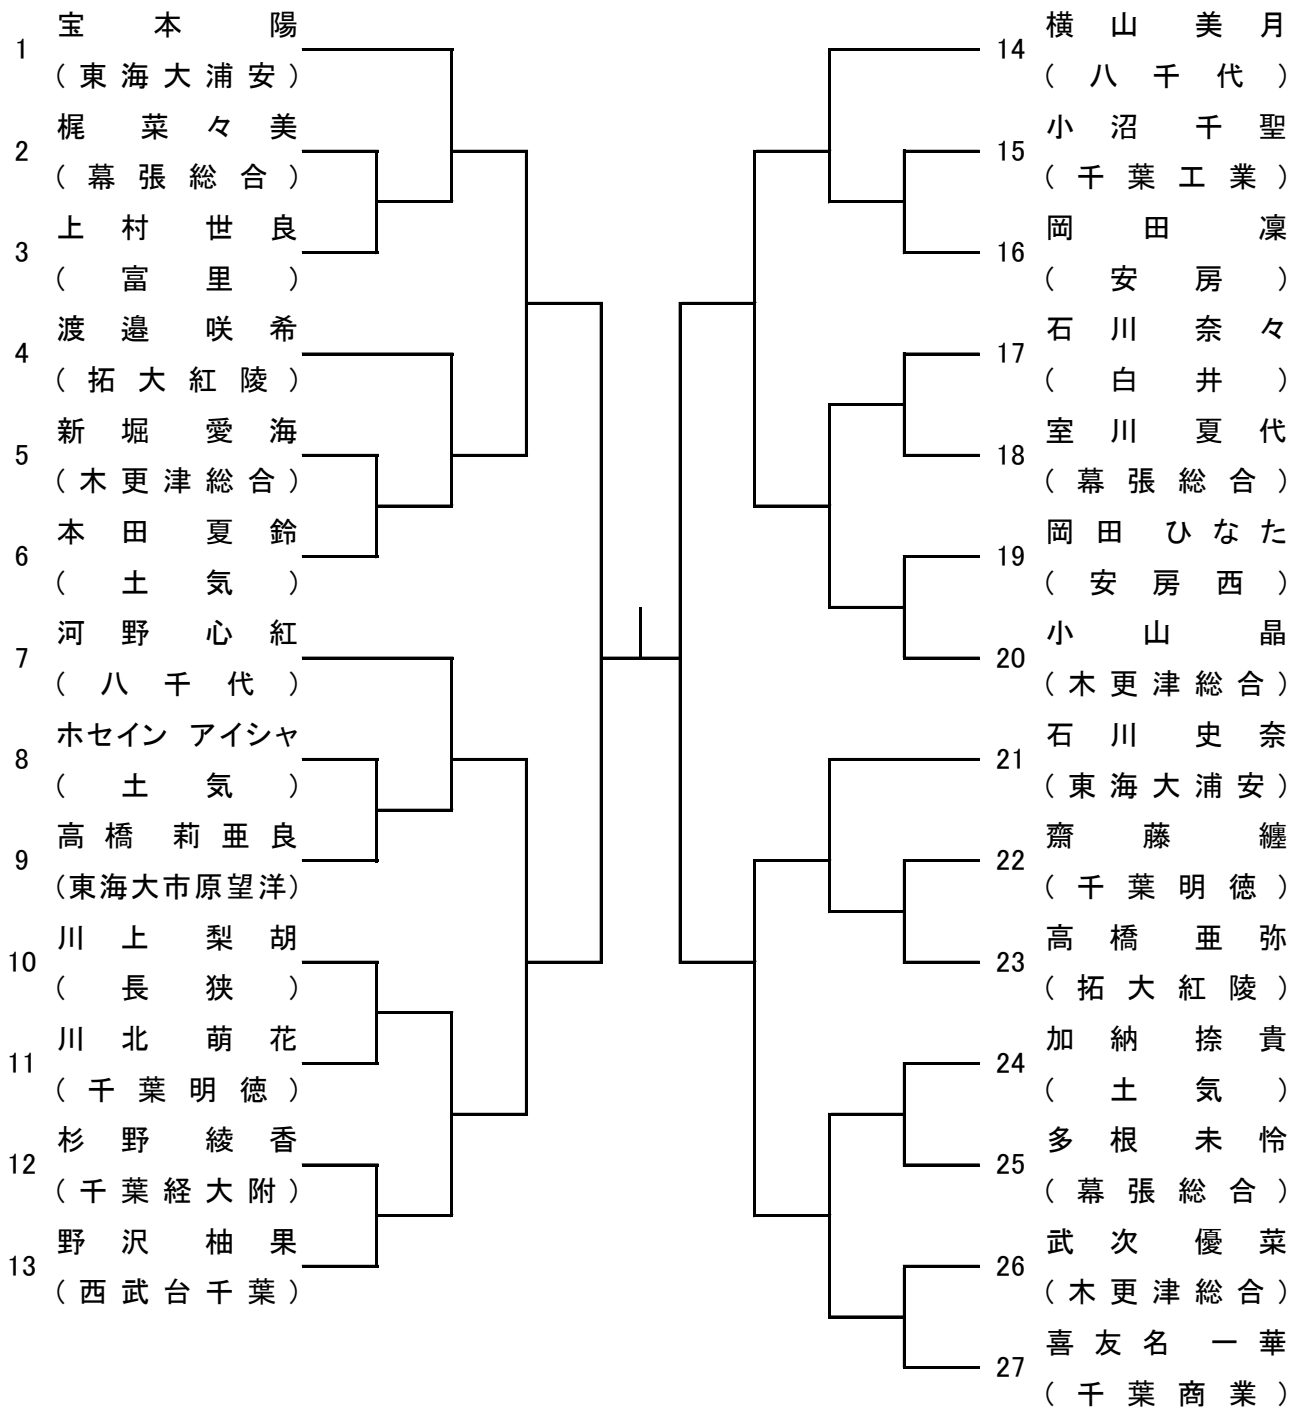 1 宝本陽
(東海大浦安)
2 梶菜々美
(幕張総合)
3 上村世良
(富里)
4 渡邉咲希
(拓大紅陵)
5 新堀愛海
(木更津総合)
6 本田夏鈴
(土気)
7 河野心紅
(八千代)
8 ホセイン アイシャ
(土気)
9 高橋莉亜良
(東海大市原望洋)
10 川上梨胡
(長狭)
11 川北萌花
(千葉明徳)
12 杉野綾香
(千葉経大附)
13 野沢柚果
(西武台千葉)
14 横山美月
(八千代)
15 小沼千聖
(千葉工業)
16 岡田凜
(安房)
17 石川奈々
(白井)
18 室川夏代
(幕張総合)
19 岡田ひなた
(安房西)
20 小山晶
(木更津総合)
21 石川史奈
(東海大浦安)
22 齋藤纏
(千葉明徳)
23 高橋亜弥
(拓大紅陵)
24 加納捺貴
(土気)
25 多根未怜
(幕張総合)
26 武次優菜
(木更津総合)
27 喜友名一華
(千葉商業)